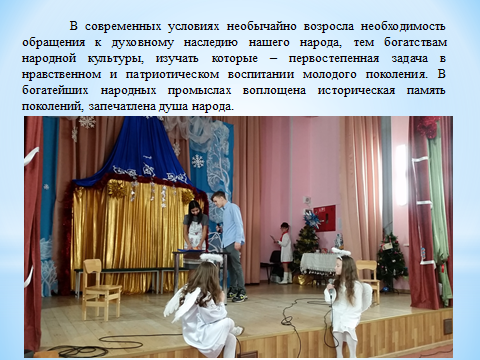 В современных условиях необычайно возросла необходимость
обращения к духовному наследию нашего народа, тем богатствам
народной культуры, изучать которые – первостепенная задача в
нравственном и патриотическом воспитании молодого поколения. В
богатейших народных промыслах воплощена историческая память
поколений, запечатлена душа народа.